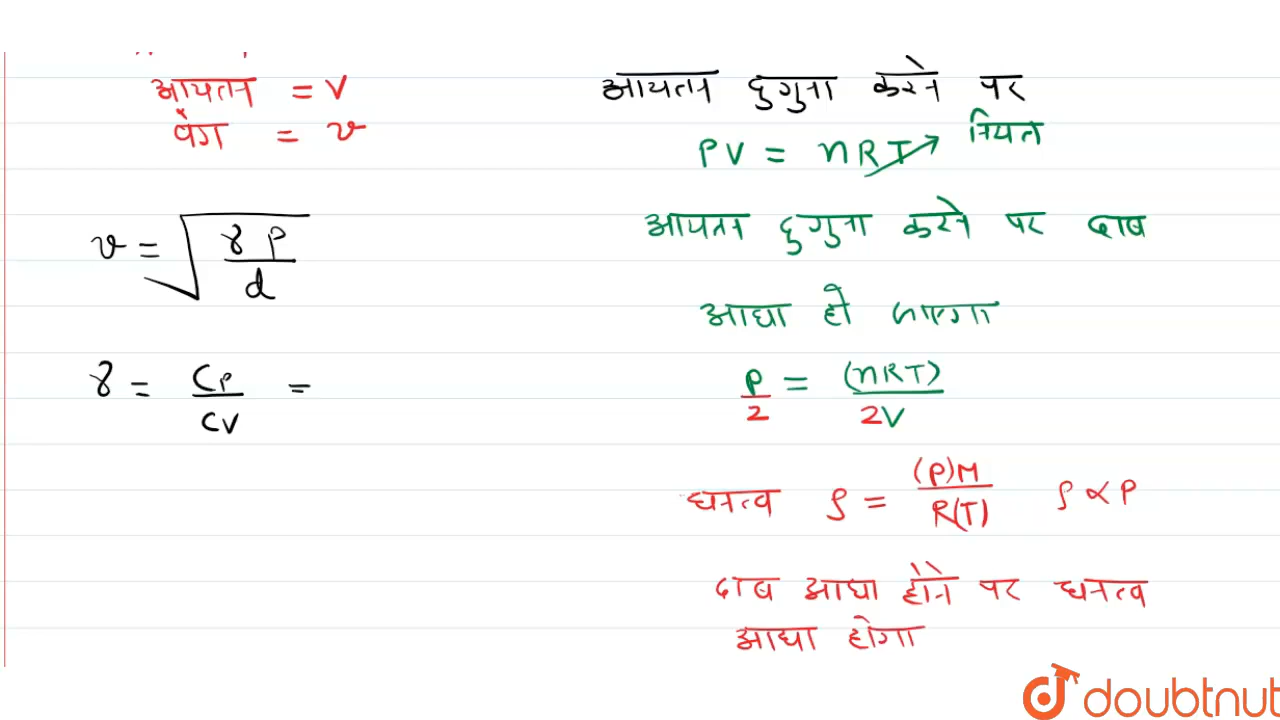 आयतन = V
वेग = v
v = √(γP/d)
γ = CP/CV =
आयतन दुगुना करने पर
PV = nRT → नियत
आयतन दुगुना करने पर दाब
आधा हो जाएगा
P/2 = (nRT)/2V
घनत्व ρ = (P)M/R(T) ρ ∝ P
दाब आधा होने पर घनत्व
आधा होगा
doubtnut